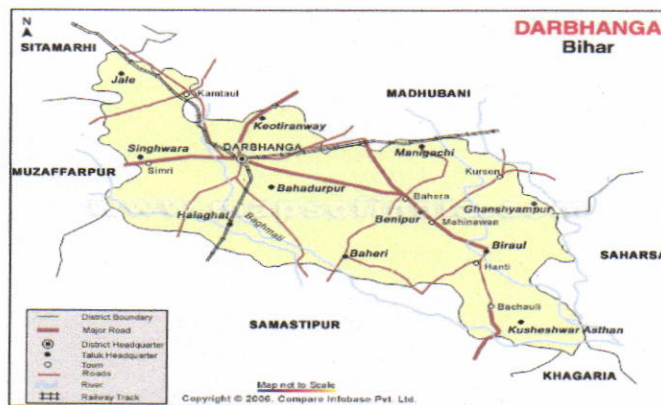 N
DARBHANGA
Bihar
SITAMARHI
Jale
Kamtaul
MADHUBANI
Keotiranway
DARBHANGA
Manigachi
Singhwara
Simri
MUZAFFARPUR
Kurson
Bahadurpur
Bahera
Ghanshyampur
Benipur
Mahinawan
Halaghat
Baghmati
Baheri
Biraul
Hanti
SAHARSA
Bachauli
SAMASTIPUR
Kusheshwar Asthan
KHAGARIA
District Boundary
Major Road
District Headquarter
Taluk Headquarter
Town
Roads
River
Railway Track
Map not to Scale
Copyright © 2006. Compare Infobase Pvt. Ltd.